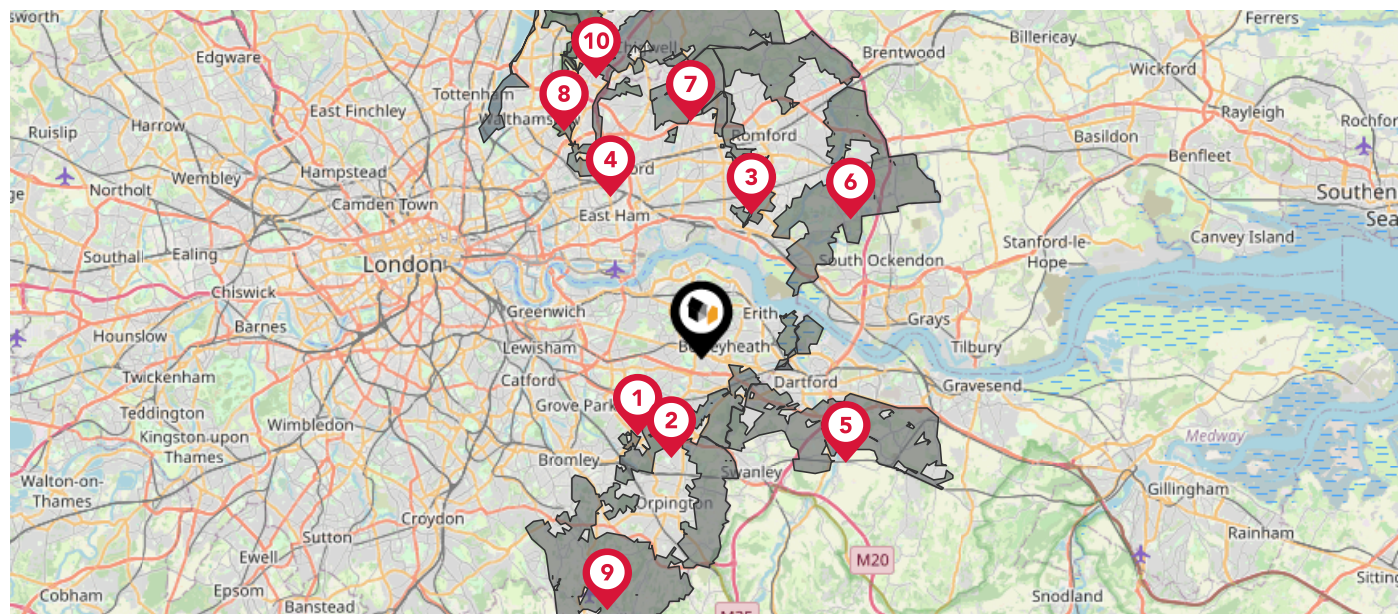 Ferrers
Billericay
Edgware
Brentwood
Wickford
10
7
8
Tottenham
East Finchley
Rayleigh
Harrow
Ruislip
Romford
Basildon
Benfleet
Hampstead
4
3
6
Wembley
Northolt
Camden Town
East Ham
Southen
Sea
Canvey Island
Stanford-le-
Hope
Southall
Ealing
London
South Ockendon
Chiswick
Greenwich
Erith
Grays
Barnes
Hounslow
Lewisham
Tilbury
Twickenham
Catford
Dartford
Gravesend
1
2
5
Grove Park
Teddington
Wimbledon
Kingston upon
Thames
Medway
Bromley
Swanley
Walton-on-
Thames
Gillingham
Orpington
Croydon
Sutton
Rainham
Ewell
M20
9
Epsom
Cobham
Banstead
Snodland
Sitting